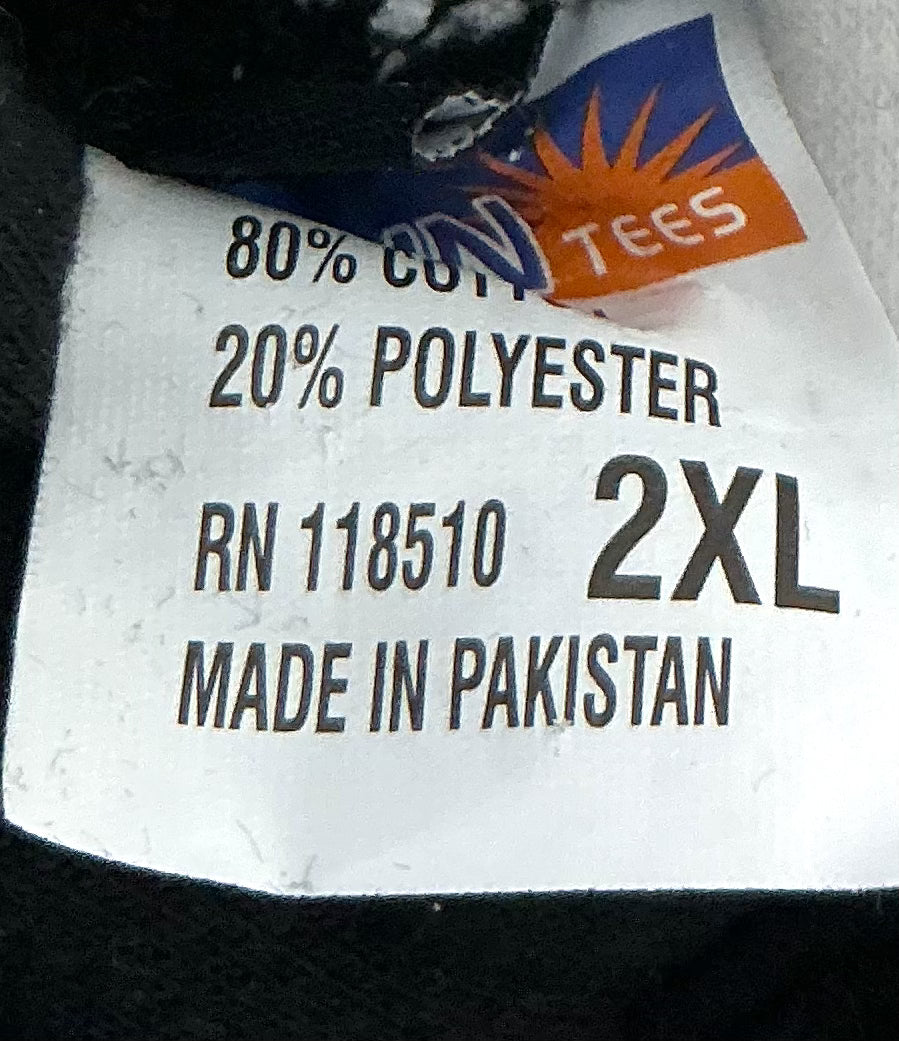 TEES
80%
20% POLYESTER
RN 118510 2XL
MADE IN PAKISTAN